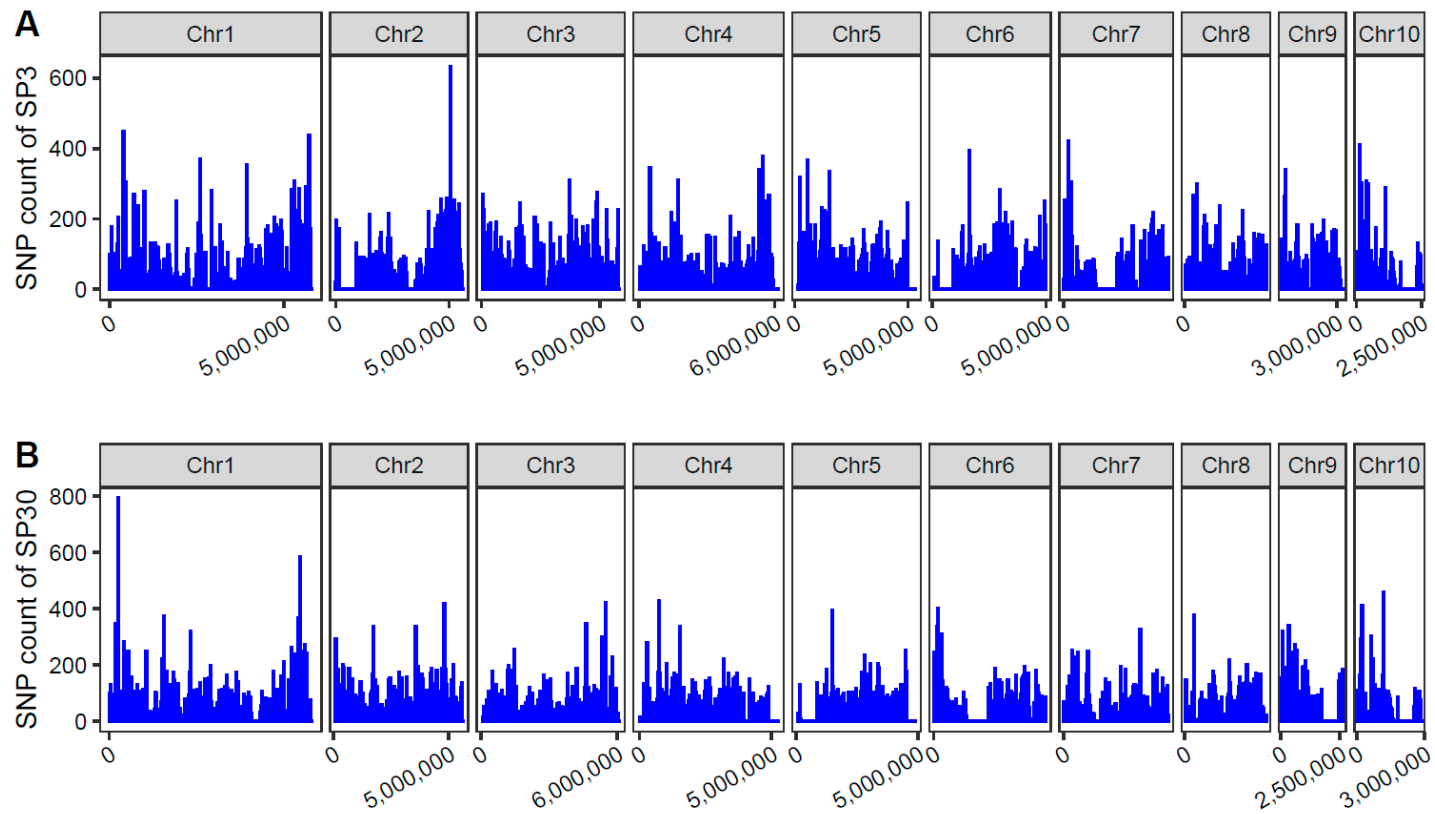 A
Chr1 Chr2 Chr3 Chr4 Chr5 Chr6 Chr7 Chr8 Chr9 Chr10
SNP count of SP3
600
400
200
0
0 5,000,000 0 5,000,000 0 5,000,000 0 6,000,000 0 5,000,000 0 5,000,000 0 0 3,000,000 0 2,500,000
B
Chr1 Chr2 Chr3 Chr4 Chr5 Chr6 Chr7 Chr8 Chr9 Chr10
SNP count of SP30
800
600
400
200
0
0 0 5,000,000 0 6,000,000 0 5,000,000 0 5,000,000 0 0 0 0 2,500,000 0 3,000,000